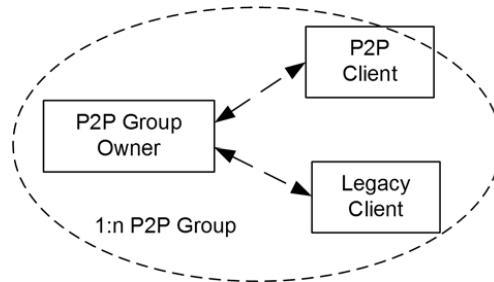 P2P
Client
P2P Group
Owner
Legacy
Client
1:n P2P Group